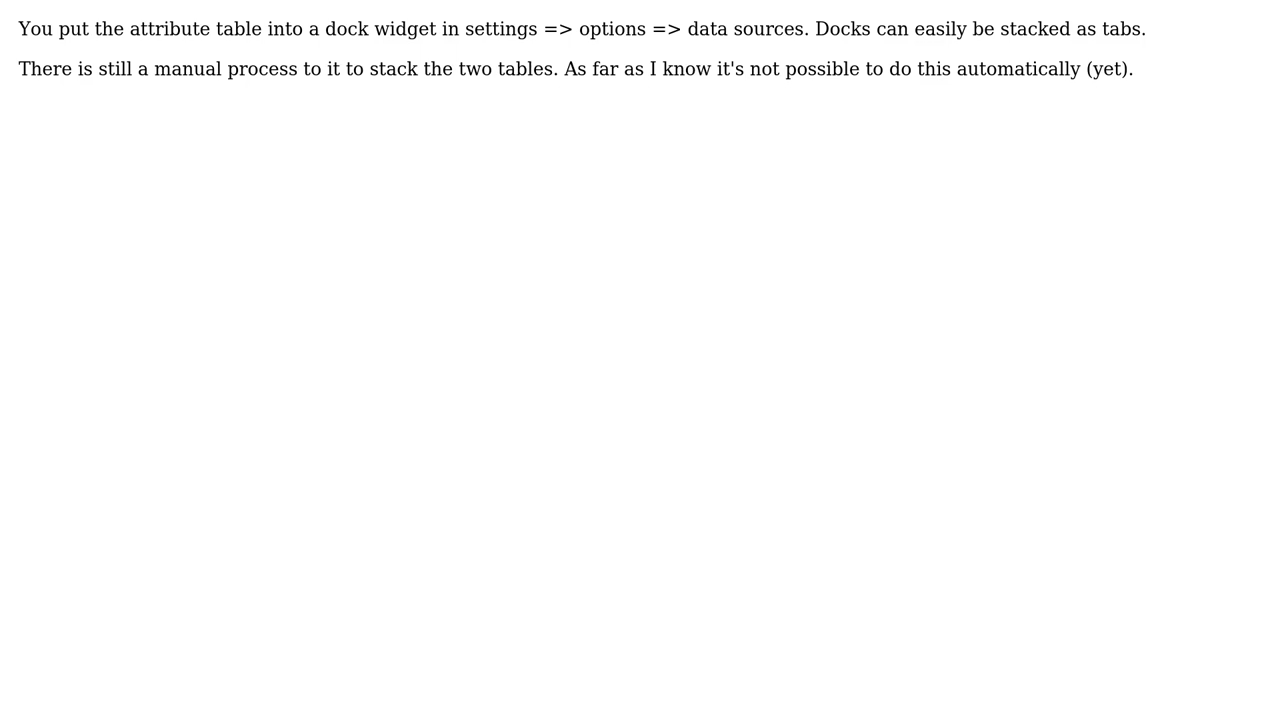 You put the attribute table into a dock widget in settings => options => data sources. Docks can easily be stacked as tabs.
There is still a manual process to it to stack the two tables. As far as I know it's not possible to do this automatically (yet).